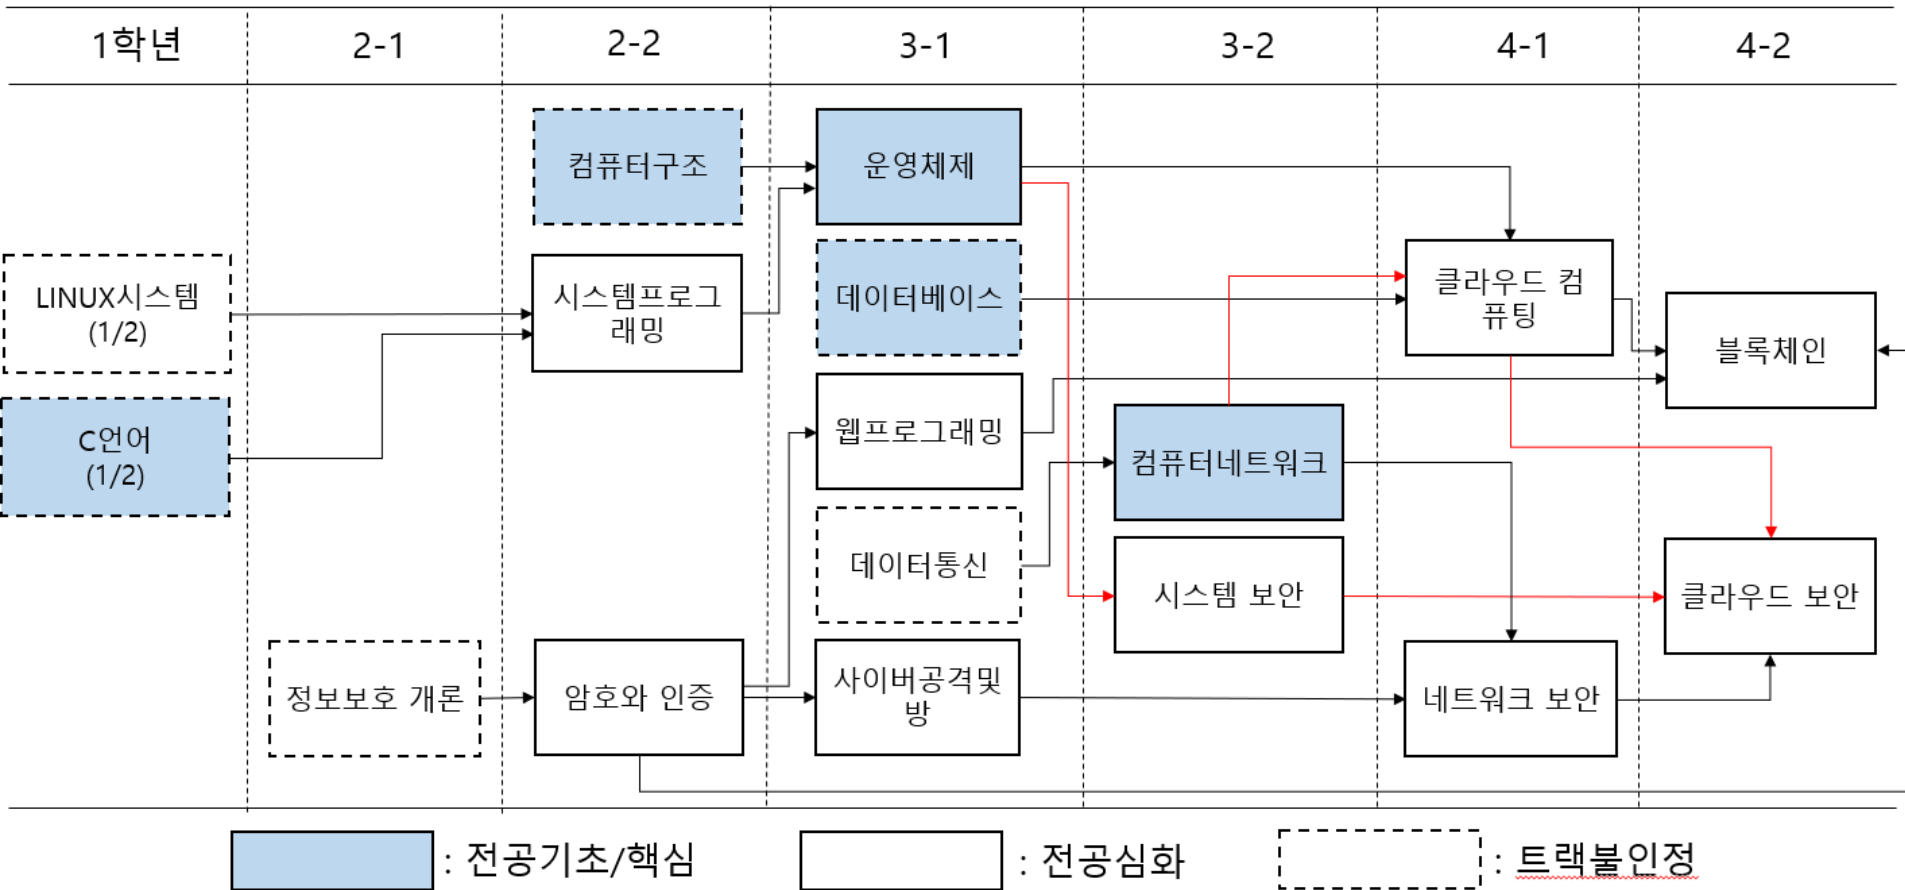 1학년
2-1
2-2
3-1
3-2
4-1
4-2
컴퓨터구조
운영체제
LINUX시스템
(1/2)
시스템프로그
래밍
데이터베이스
클라우드 컴
퓨팅
블록체인
C언어
(1/2)
웹프로그래밍
컴퓨터네트워크
데이터통신
시스템 보안
클라우드 보안
정보보호 개론
암호와 인증
사이버공격및
방
네트워크 보안
: 전공기초/핵심
: 전공심화
: 트랙불인정